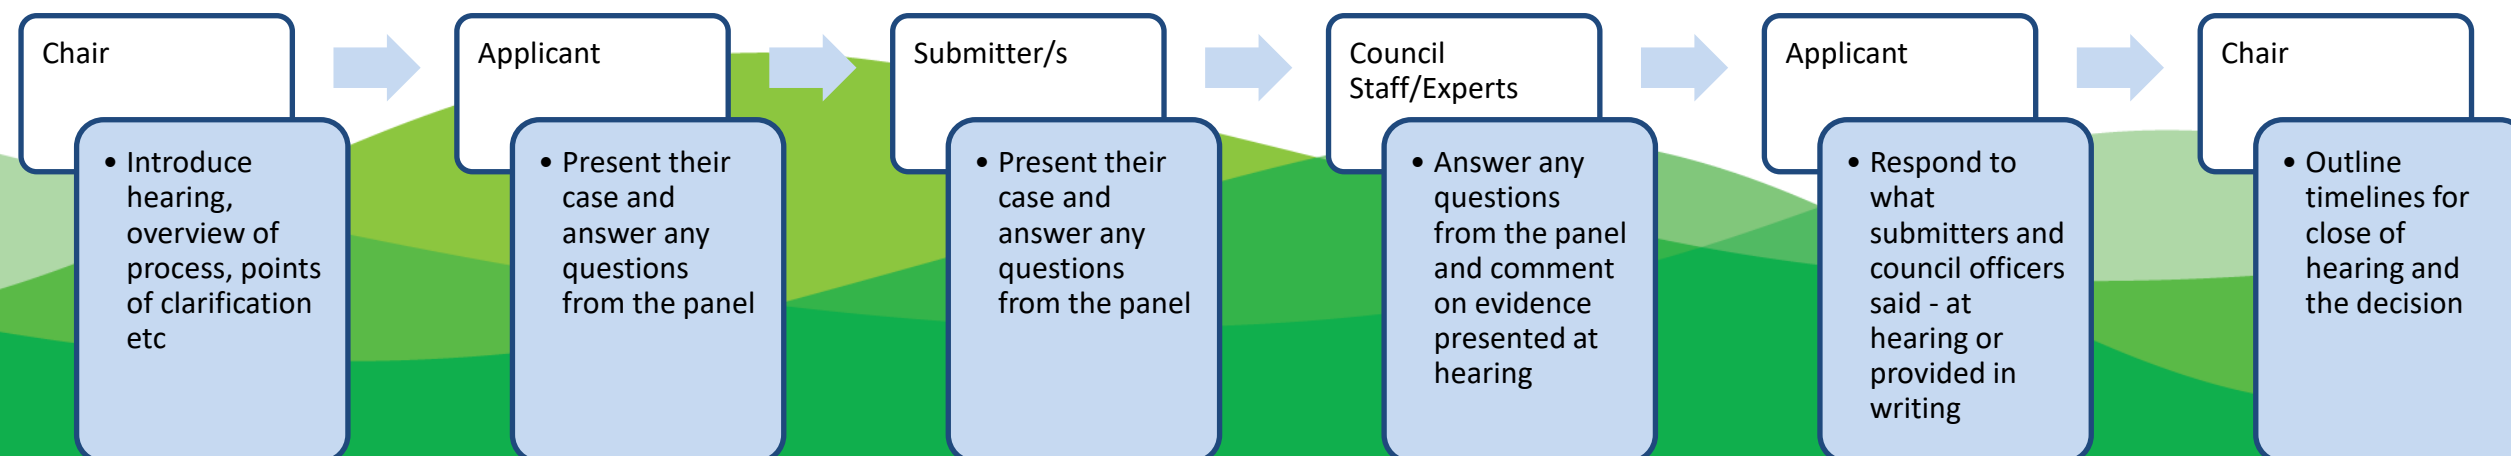 Chair
• Introduce
hearing,
overview of
process, points
of clarification
etc
Applicant
• Present their
case and
answer any
questions
from the panel
Submitter/s
• Present their
case and
answer any
questions
from the panel
Council
Staff/Experts
• Answer any
questions
from the panel
and comment
on evidence
presented at
hearing
Applicant
• Respond to
what
submitters and
council officers
said - at
hearing or
provided in
writing
Chair
• Outline
timelines for
close of
hearing and
the decision